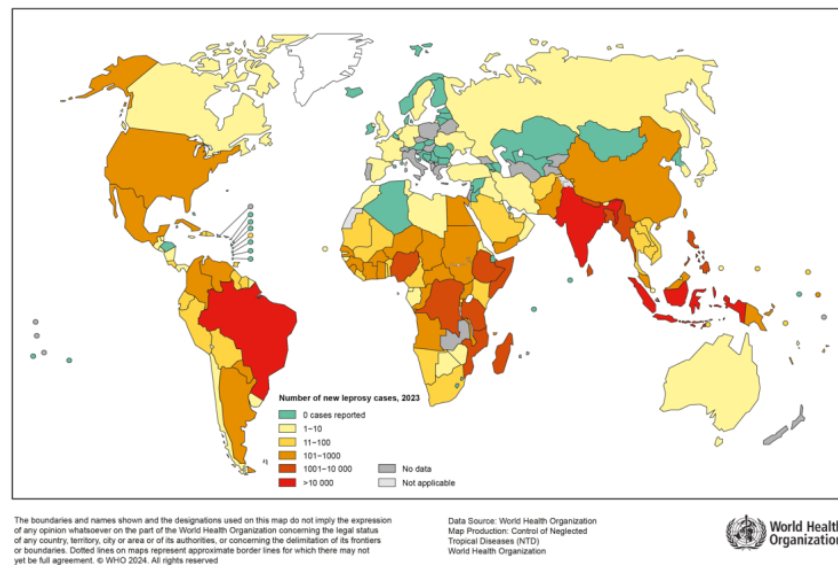 Number of new leprosy cases, 2023
0 cases reported
1–10
11–100
101–1000
1001–10 000
>10 000
No data
Not applicable
The boundaries and names shown and the designations used on this map do not imply the expression
of any opinion whatsoever on the part of the World Health Organization concerning the legal status
of any country, territory, city or area or of its authorities, or concerning the delimitation of its frontiers
or boundaries. Dotted lines on maps represent approximate border lines for which there may not
yet be full agreement. © WHO 2024. All rights reserved
Data Source: World Health Organization
Map Production: Control of Neglected
Tropical Diseases (NTD)
World Health Organization
World Health
Organization